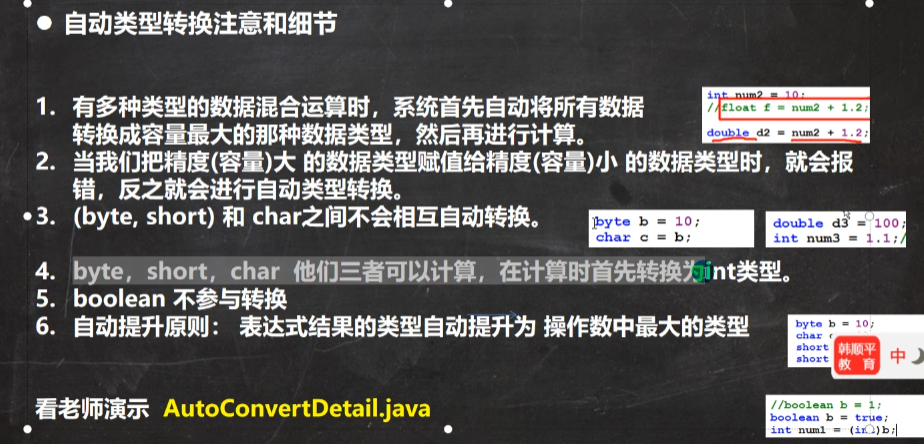 ● 自动类型转换注意和细节
1. 有多种类型的数据混合运算时，系统首先自动将所有数据
转换成容量最大的那种数据类型，然后再进行计算。
int num2 = 10;
//float f = num2 + 1.2;
double d2 = num2 + 1.2;
2. 当我们把精度(容量)大 的数据类型赋值给精度(容量)小 的数据类型时，就会报
错，反之就会进行自动类型转换。
●3. (byte, short) 和 char之间不会相互自动转换。
byte b = 10;
char c = b;
double d3 = 100;
int num3 = 1.1;/
4. byte，short，char 他们三者可以计算，在计算时首先转换为int类型。
5. boolean 不参与转换
6. 自动提升原则： 表达式结果的类型自动提升为 操作数中最大的类型
byte b = 10;
char
short
short
韩顺平
教 育
中
看老师演示 AutoConvertDetail.java
//boolean b = 1;
boolean b = true;
int num1 = (int)b;